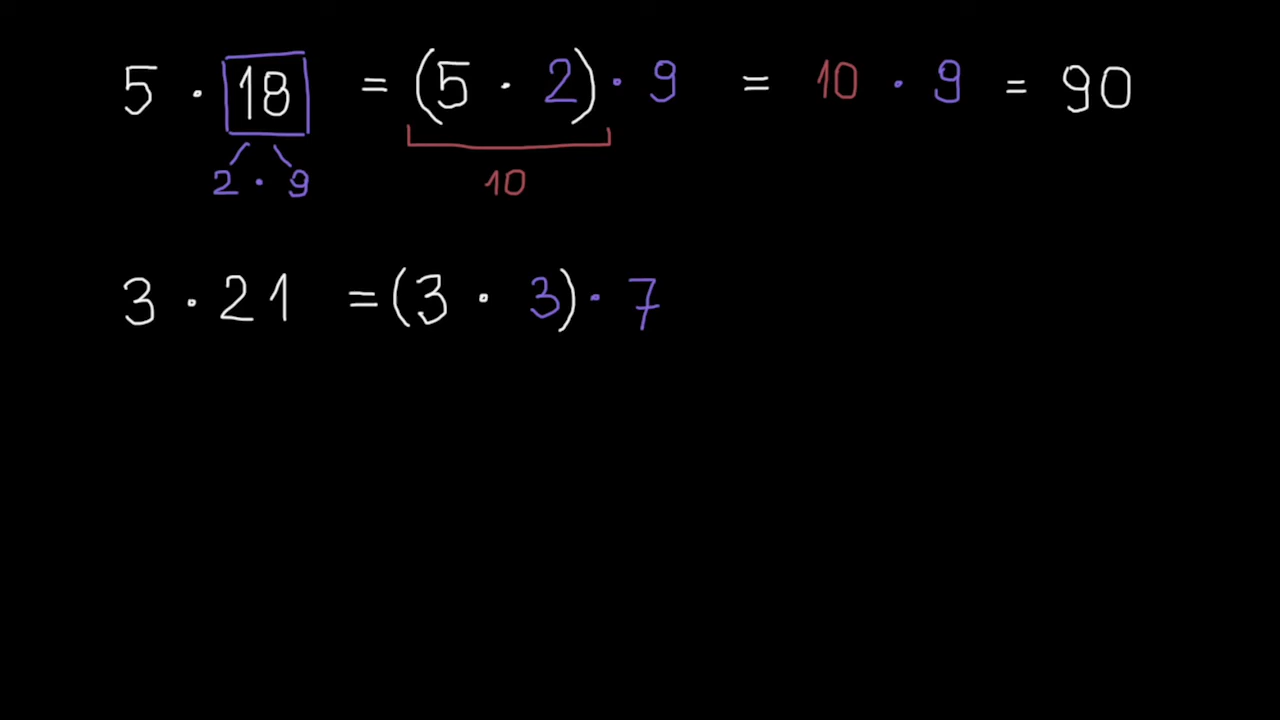 5 · 18 = (5 · 2) · 9 = 10 · 9 = 90
2 · 9 10
3 · 21 = (3 · 3) · 7